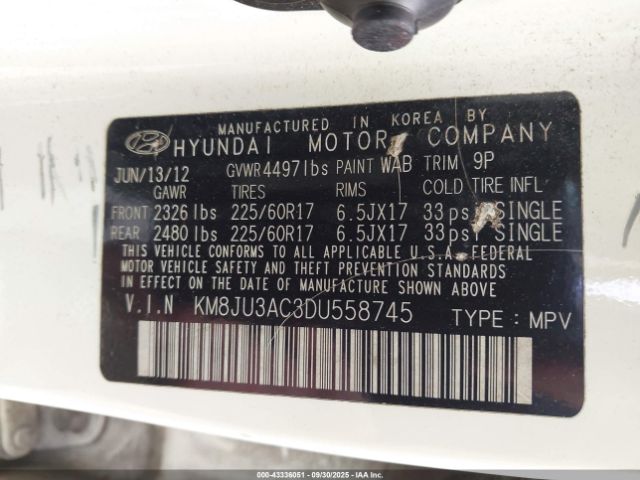 MANUFACTURED IN KOREA BY
HYUNDAI MOTOR COMPANY
JUN/13/12 GVWR 4497lbs PAINT WAB TRIM 9P
GAWR TIRES RIMS COLD TIRE INFL
FRONT 2326 lbs 225/60R17 6.5JX17 33 psi SINGLE
REAR 2480 lbs 225/60R17 6.5JX17 33 psi SINGLE
THIS VEHICLE CONFORMS TO ALL APPLICABLE U.S.A. FEDERAL
MOTOR VEHICLE SAFETY AND THEFT PREVENTION STANDARDS
IN EFFECT ON THE DATE OF MANUFACTURE SHOWN ABOVE.
V.I.N KM8JU3AC3DU558745 TYPE : MPV
000-43336051 - 09/30/2025 - IAA Inc.